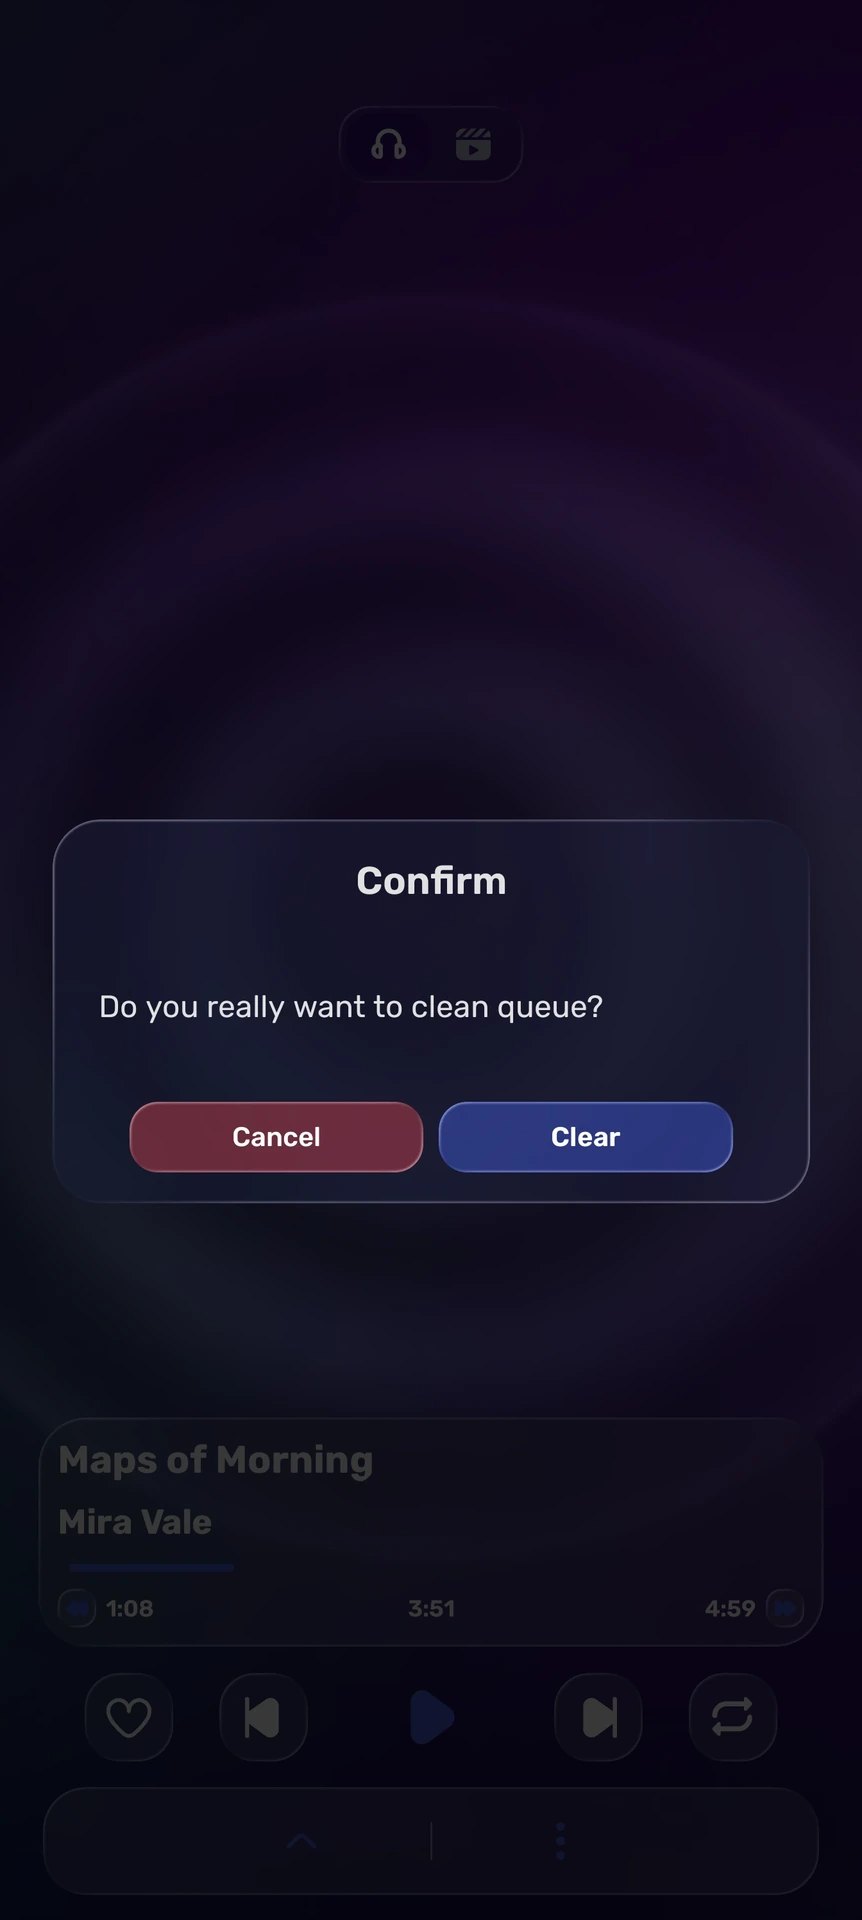 Confirm
Do you really want to clean queue?
Cancel
Clear
Maps of Morning
Mira Vale
1:08
3:51
4:59